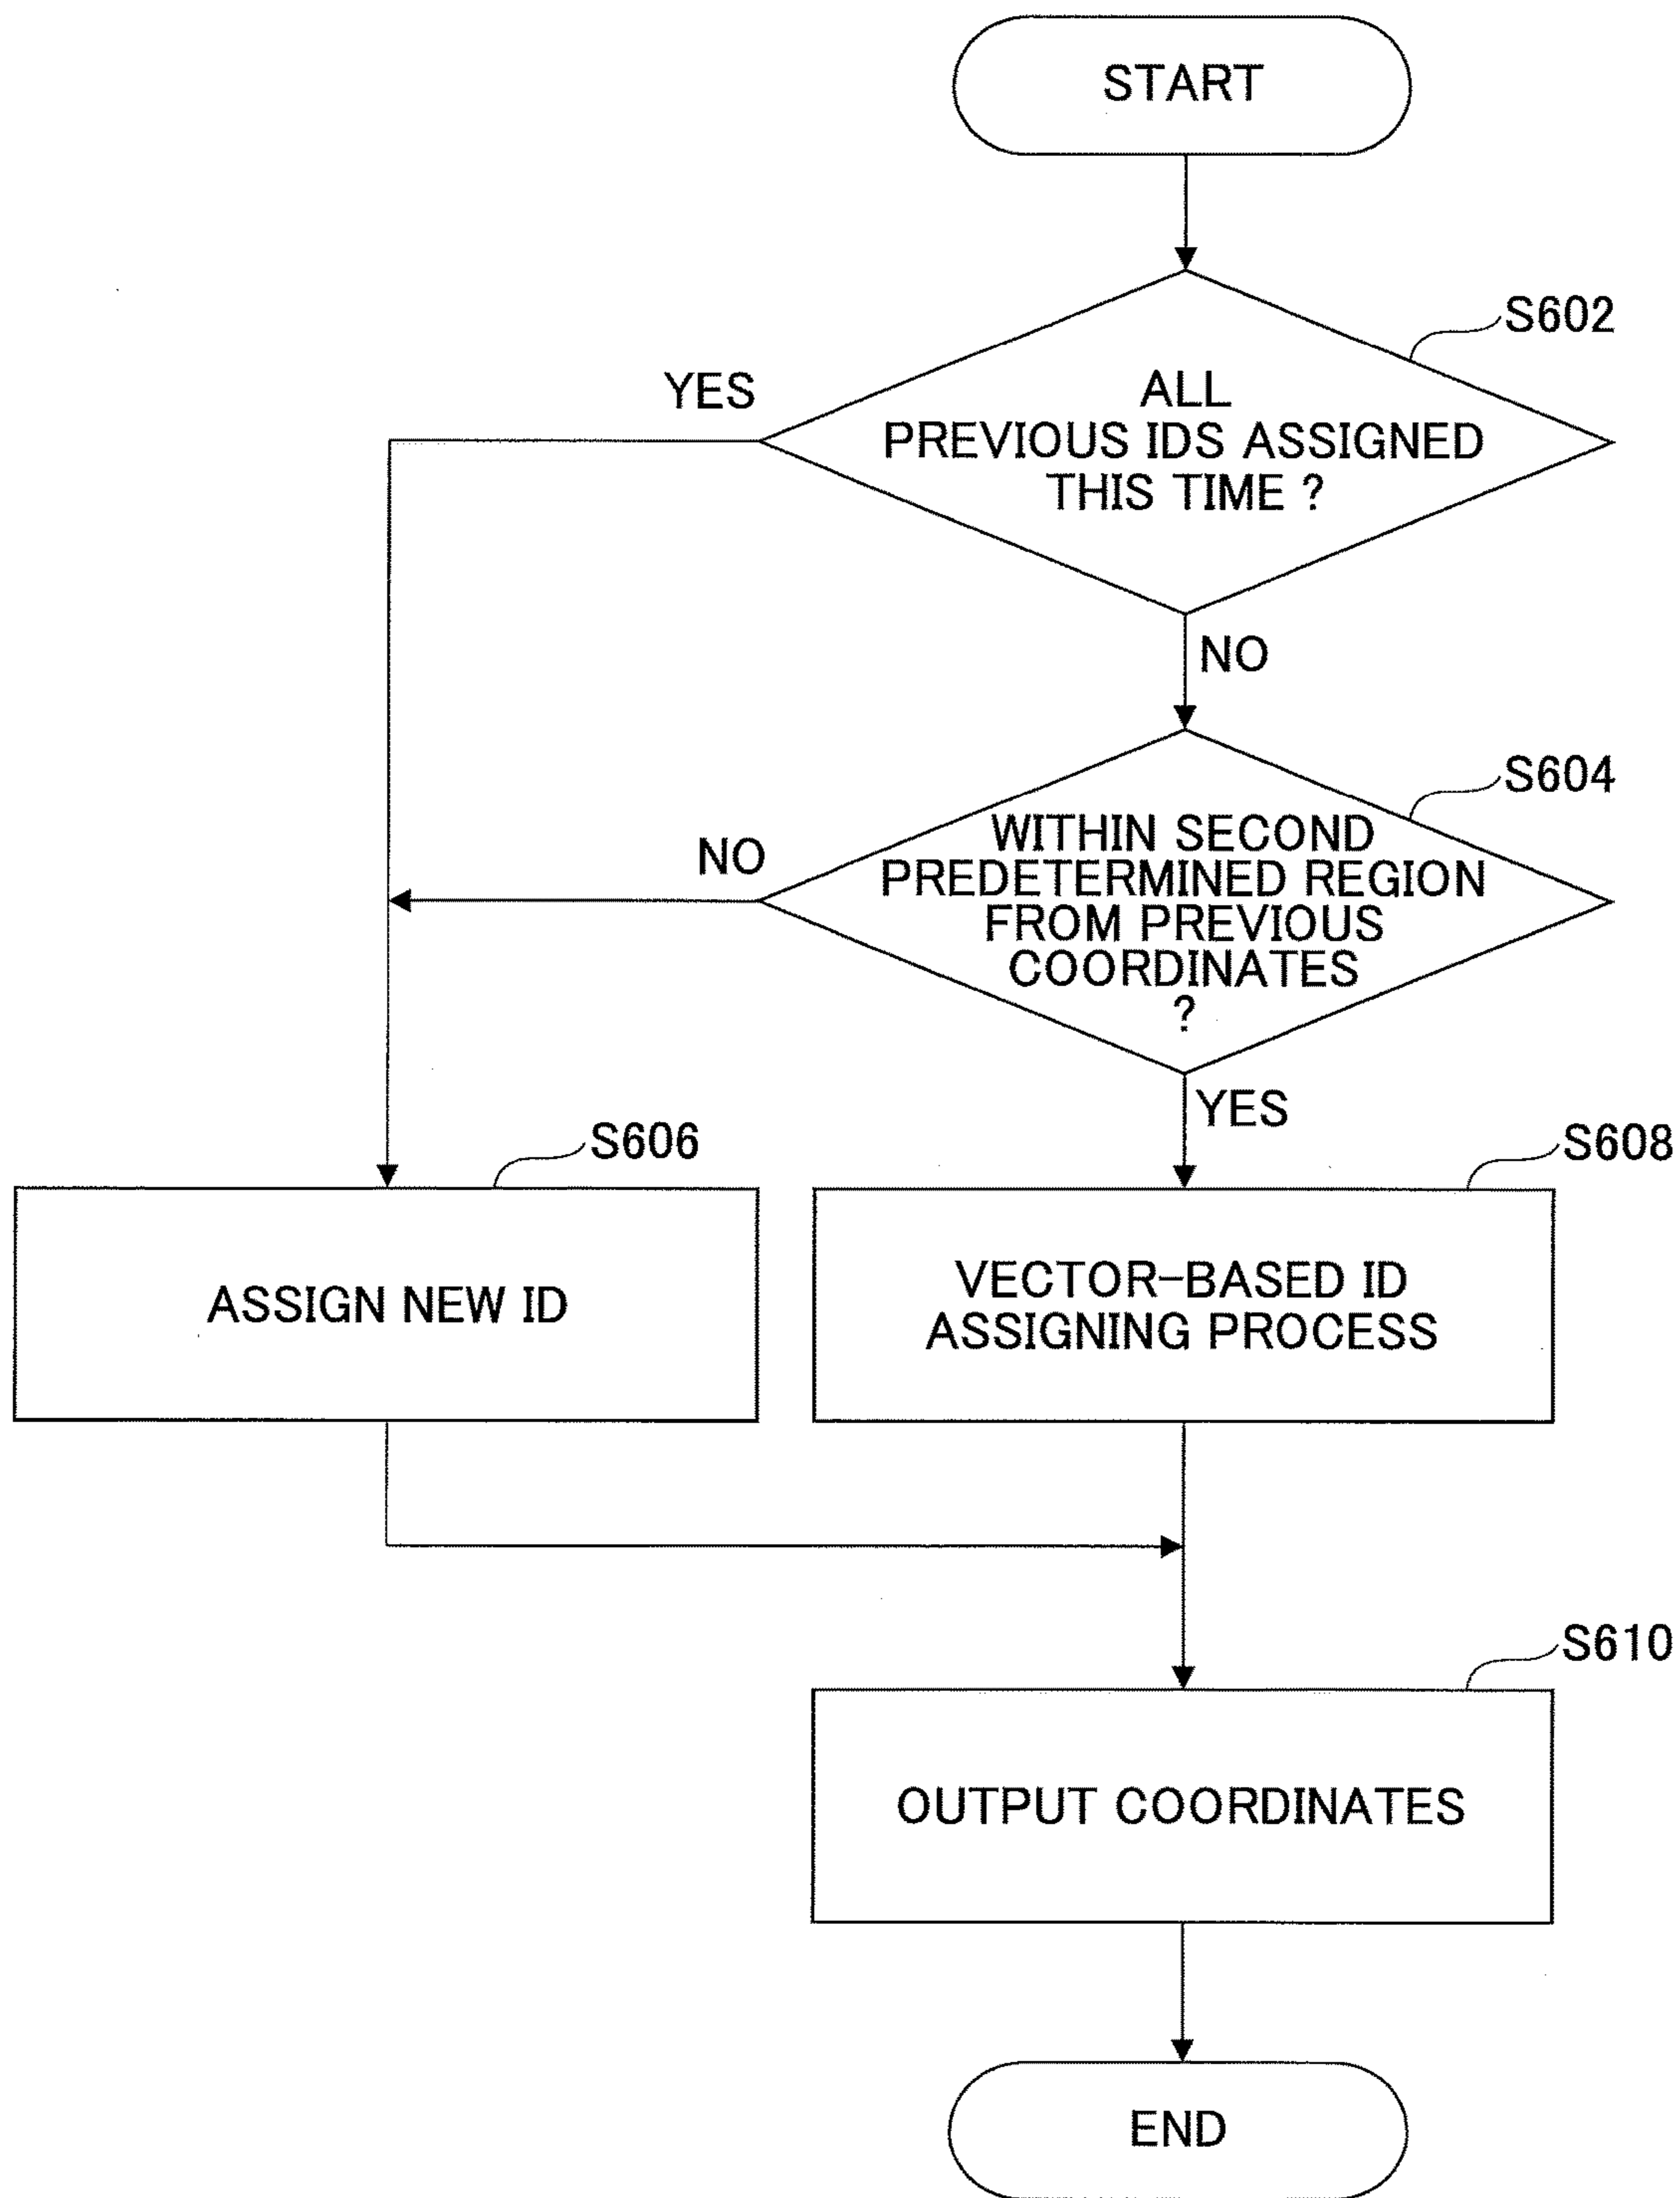 START
S602
YES
ALL
PREVIOUS IDS ASSIGNED
THIS TIME ?
NO
S604
NO
WITHIN SECOND
PREDETERMINED REGION
FROM PREVIOUS
COORDINATES
?
YES
S606
S608
ASSIGN NEW ID
VECTOR-BASED ID
ASSIGNING PROCESS
S610
OUTPUT COORDINATES
END